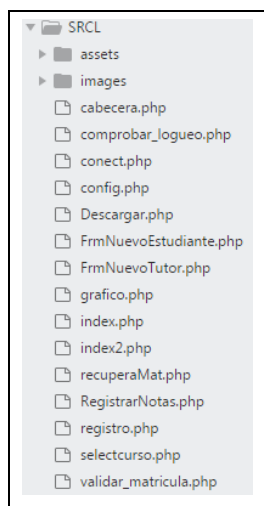 SRCL
assets
images
cabecera.php
comprobar_logueo.php
conect.php
config.php
Descargar.php
FrmNuevoEstudiante.php
FrmNuevoTutor.php
grafico.php
index.php
index2.php
recuperaMat.php
RegistrarNotas.php
registro.php
selectcurso.php
validar_matricula.php